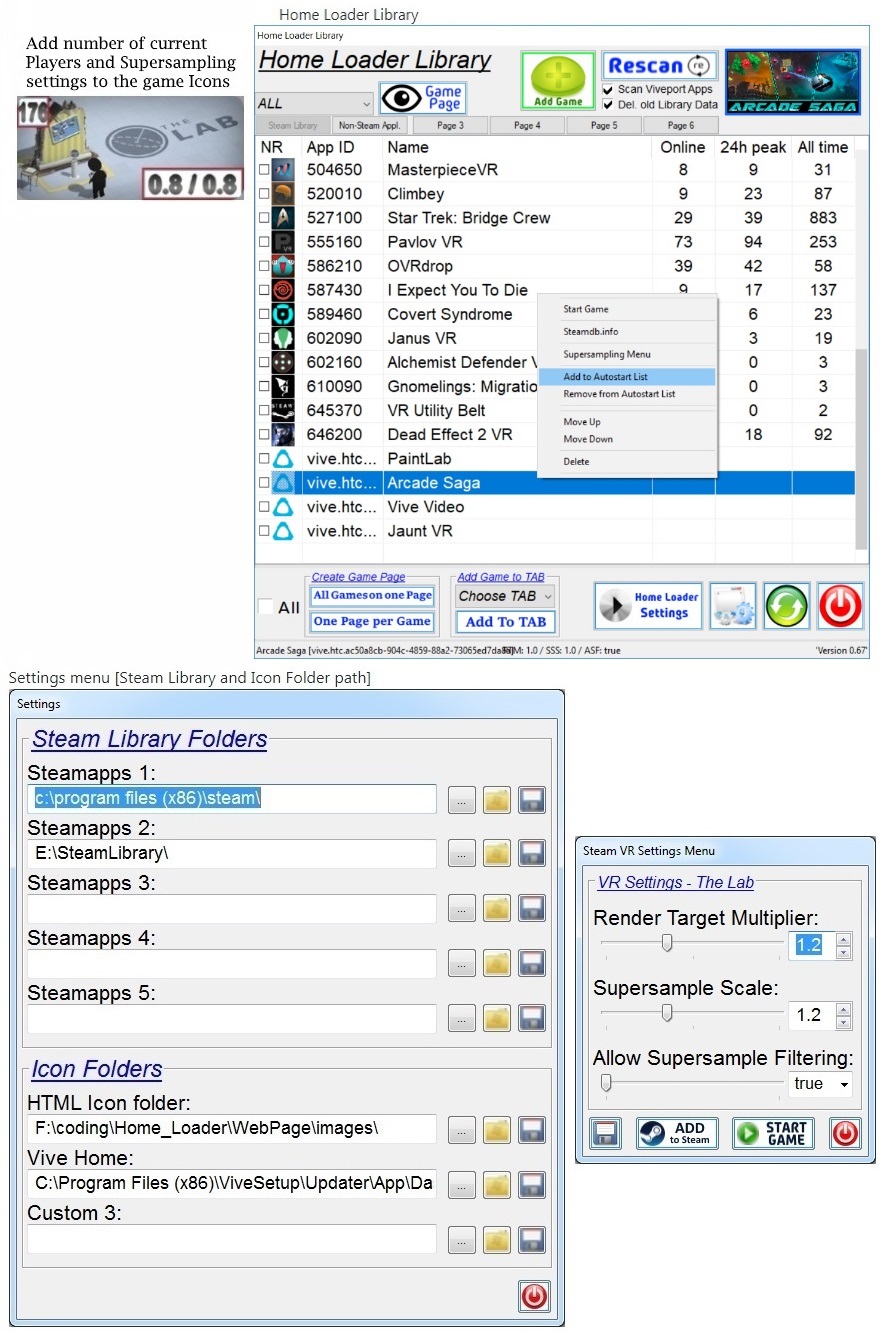 Home Loader Library
Add number of current
Players and Supersampling
settings to the game Icons
176
THE
LAB
0.8 / 0.8
Home Loader Library
Home Loader Library
ALL
Game
Page
Add Game
Rescan re
Scan Viveport Apps
Del. old Library Data
ARCADE SAGA
Steam Library Non-Steam Appl. Page 3 Page 4 Page 5 Page 6
NR App ID Name Online 24h peak All time
504650 MasterpieceVR 8 9 31
520010 Climbey 9 23 87
527100 Star Trek: Bridge Crew 29 39 883
555160 Pavlov VR 73 94 253
586210 OVRdrop 39 42 58
587430 I Expect You To Die 9 17 137
589460 Covert Syndrome 6 23
602090 Janus VR 3 19
602160 Alchemist Defender 0 3
610090 Gnomelings: Migratio 0 3
645370 VR Utility Belt 0 2
646200 Dead Effect 2 VR 18 92
vive.htc... PaintLab
vive.htc... Arcade Saga
vive.htc... Vive Video
vive.htc... Jaunt VR
Start Game
Steamdb.info
Supersampling Menu
Add to Autostart List
Remove from Autostart List
Move Up
Move Down
Delete
All
Create Game Page
All Games on one Page
One Page per Game
Add Game to TAB
Choose TAB
Add To TAB
Home Loader
Settings
Arcade Saga [vive.htc.ac50a8cb-904c-4859-88a2-73065ed7da 1.0 / SSS: 1.0 / ASF: true 'Version 0.67'
Settings menu [Steam Library and Icon Folder path]
Settings
Steam Library Folders
Steamapps 1:
c:\program files (x86)\steam\
...
Steamapps 2:
E:\SteamLibrary\
...
Steamapps 3:
...
Steamapps 4:
...
Steamapps 5:
...
Icon Folders
HTML Icon folder:
F:\coding\Home_Loader\WebPage\images\
...
Vive Home:
C:\Program Files (x86)\ViveSetup\Updater\App\Da
...
Custom 3:
...
Steam VR Settings Menu
VR Settings - The Lab
Render Target Multiplier:
1.2
Supersample Scale:
1.2
Allow Supersample Filtering:
true
ADD
to Steam
START
GAME